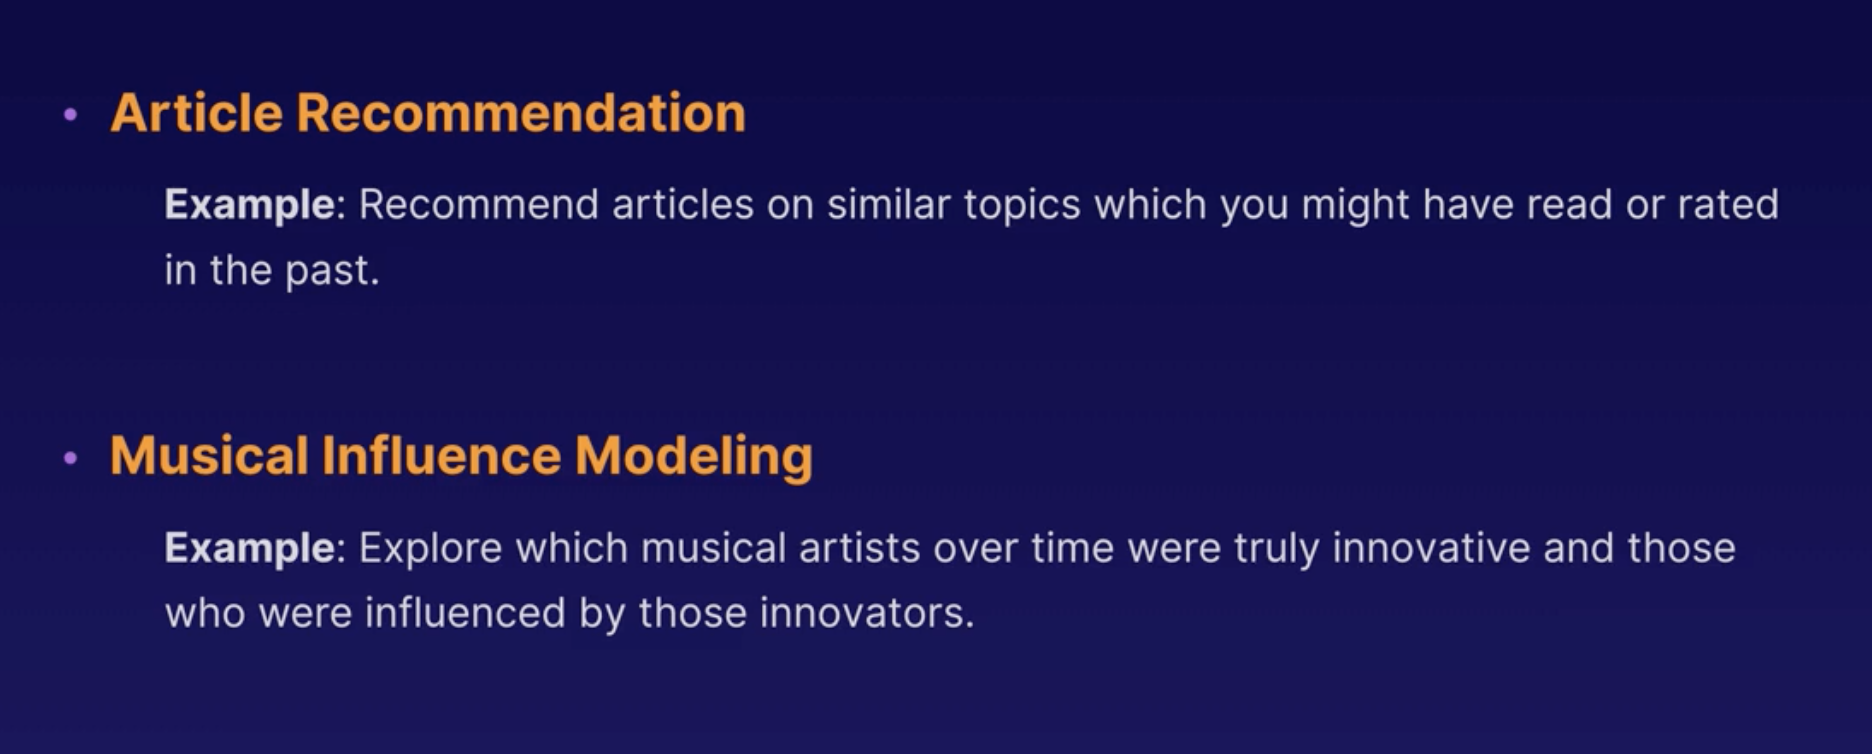 • Article Recommendation
Example: Recommend articles on similar topics which you might have read or rated
in the past.
• Musical Influence Modeling
Example: Explore which musical artists over time were truly innovative and those
who were influenced by those innovators.